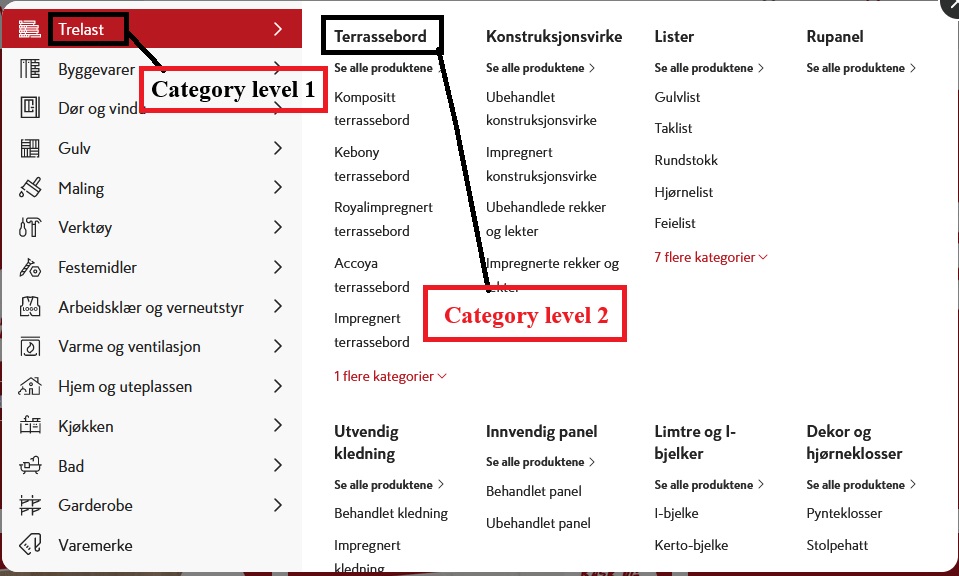 Trelast
Byggevarer
Dør og vindu
Gulv
Maling
Verktøy
Festemidler
Arbeidsklær og verneutstyr
Varme og ventilasjon
Hjem og uteplassen
Kjøkken
Bad
Garderobe
Varemerke
Category level 1
Terrassebord
Se alle produktene
Kompositt
terrassebord
Kebony
terrassebord
Royalimpregnert
terrassebord
Accoya
terrassebord
Impregnert
terrassebord
1 flere kategorier
Konstruksjonsvirke
Se alle produktene
Ubehandlet
konstruksjonsvirke
Impregnert
konstruksjonsvirke
Ubehandlede rekker
og lekter
Impregnerte rekker og
lekter
Category level 2
Lister
Se alle produktene
Gulvlist
Taklist
Rundstokk
Hjørnelist
Feielist
7 flere kategorier
Rupanel
Se alle produktene
Utvendig
kledning
Se alle produktene
Behandlet kledning
Impregnert
kledning
Innvendig panel
Se alle produktene
Behandlet panel
Ubehandlet panel
Limtre og I-
bjelker
Se alle produktene
I-bjelke
Kerto-bjelke
Dekor og
hjørneklosser
Se alle produktene
Pynteklosser
Stolpehatt